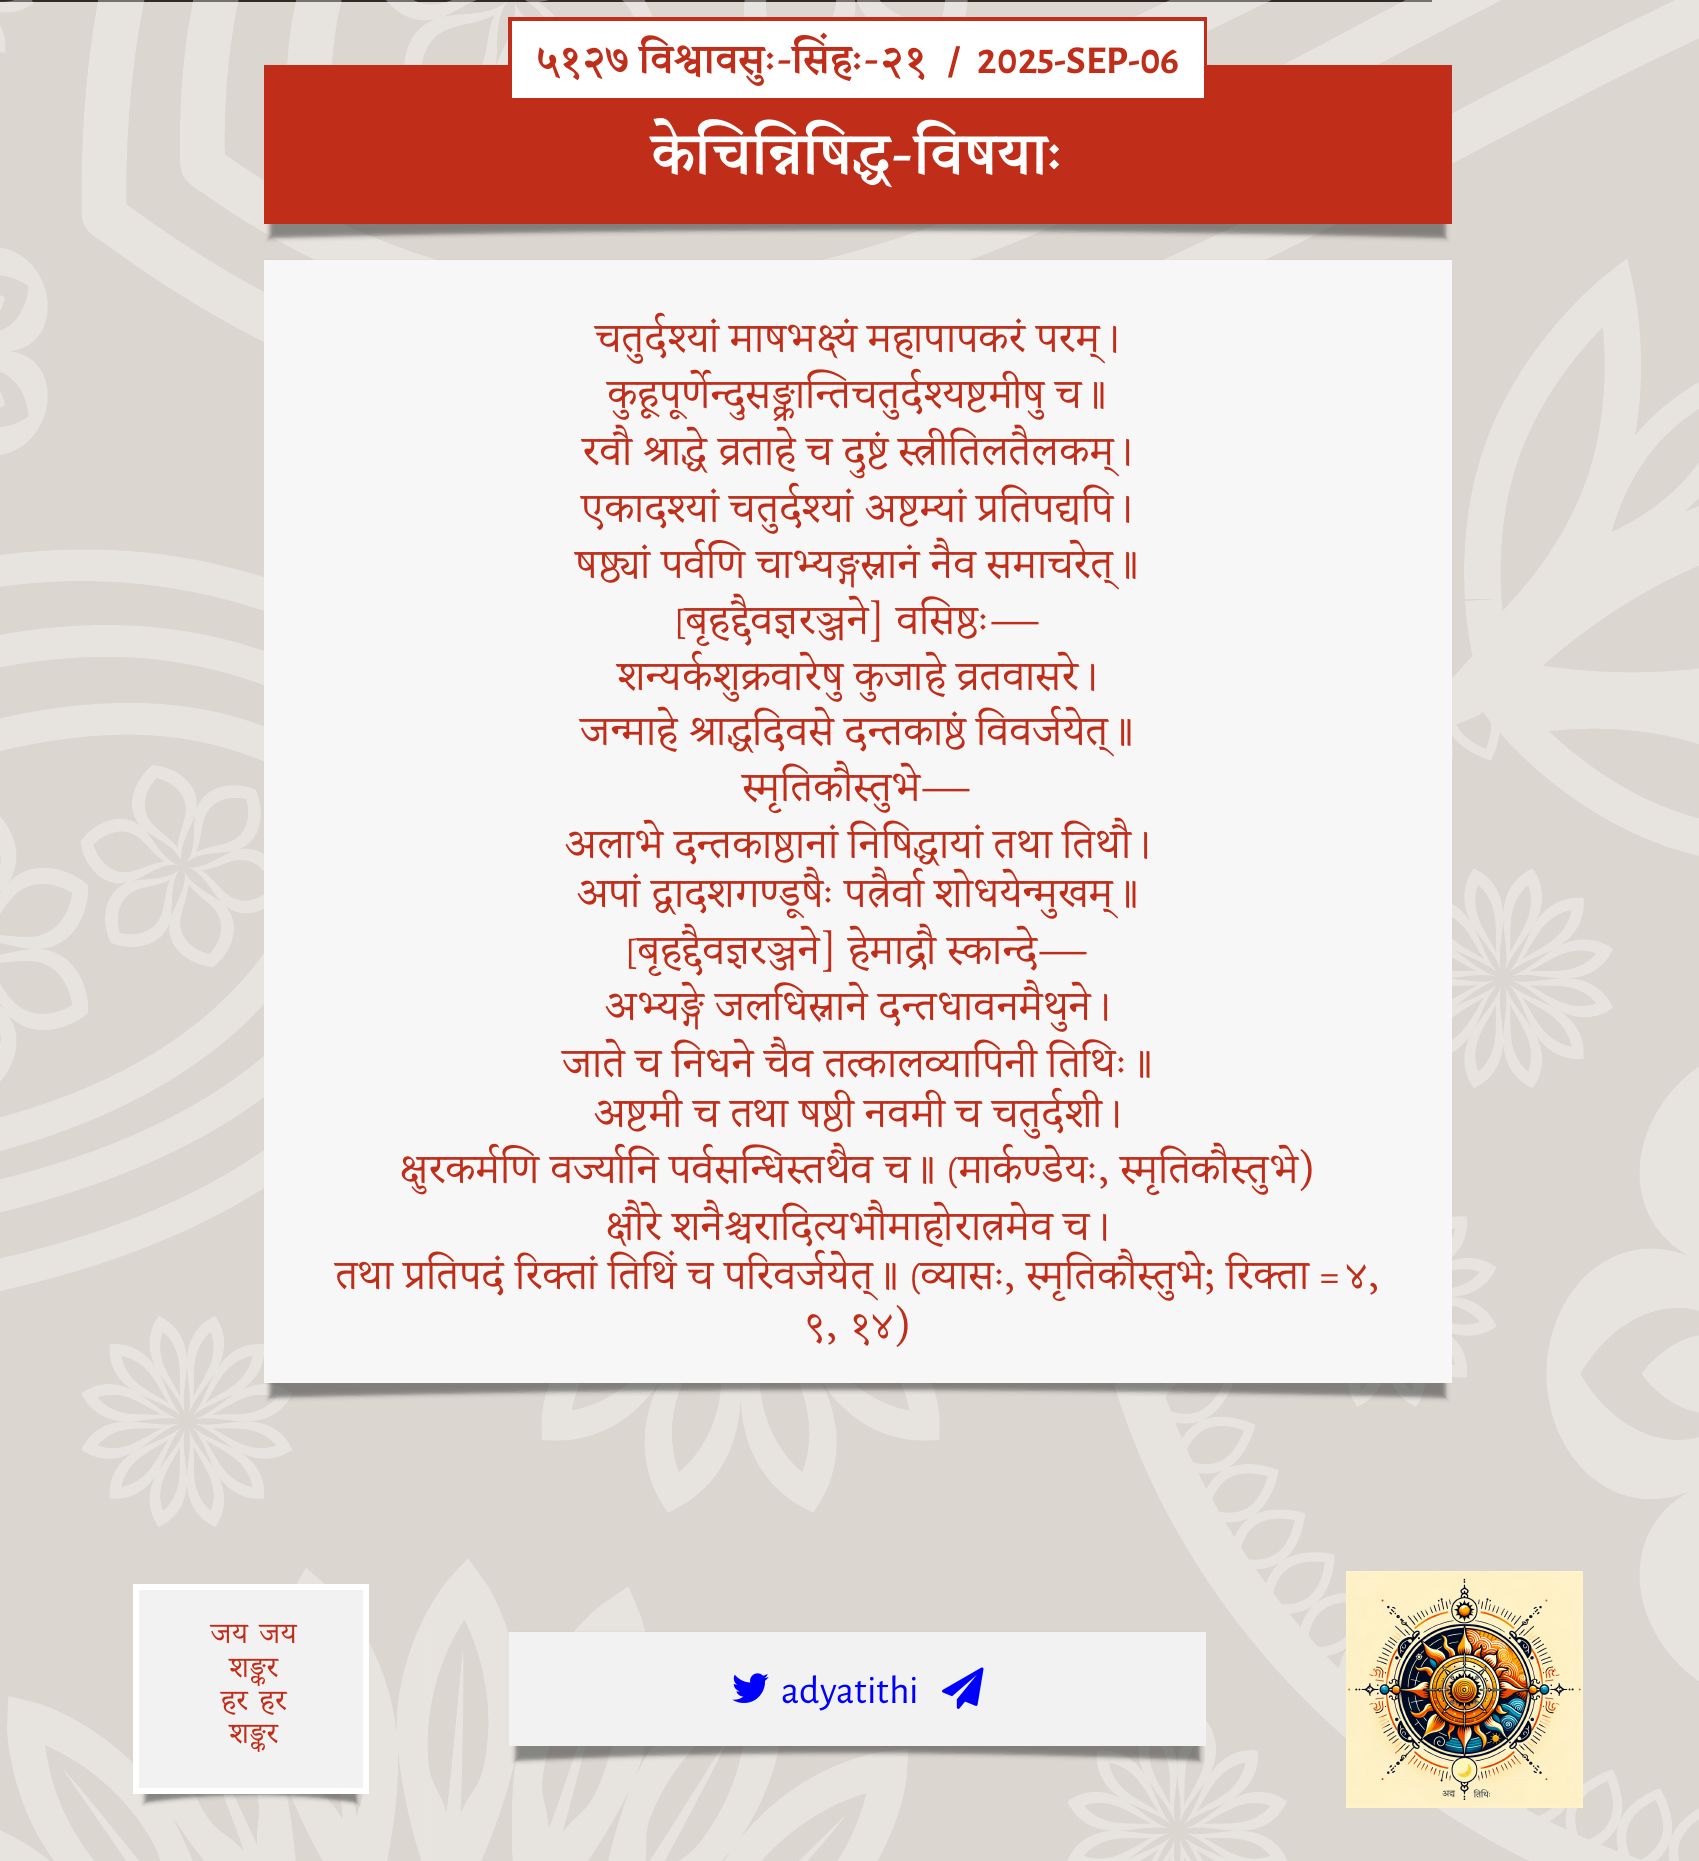 ५१२७ विश्वावसुः-सिंहः-२१ / 2025-SEP-06
केचिन्निषिद्ध-विषयाः
चतुर्दश्यां माषभक्ष्यं महापापकरं परम्।
कुहूपूर्णेन्दुसङ्क्रान्तिचतुर्दश्यष्टमीषु च॥
रवौ श्राद्धे व्रताहे च दुष्टं स्त्रीतिलतैलकम्।
एकादश्यां चतुर्दश्यां अष्टम्यां प्रतिपद्यपि।
षष्ठ्यां पर्वणि चाभ्यङ्गस्नानं नैव समाचरेत्॥
[बृहद्दैवज्ञरञ्जने] वसिष्ठः—
शन्यर्कशुक्रवारेषु कुजाहे व्रतवासरे।
जन्माहे श्राद्धदिवसे दन्तकाष्ठं विवर्जयेत्॥
स्मृतिकौस्तुभे—
अलाभे दन्तकाष्ठानां निषिद्धायां तथा तिथौ।
अपां द्वादशगण्डूषैः पत्रैर्वा शोधयेन्मुखम्॥
[बृहद्दैवज्ञरञ्जने] हेमाद्रौ स्कान्दे—
अभ्यङ्गे जलधिस्नाने दन्तधावनमैथुने।
जाते च निधने चैव तत्कालव्यापिनी तिथिः॥
अष्टमी च तथा षष्ठी नवमी च चतुर्दशी।
क्षुरकर्मणि वर्ज्यानि पर्वसन्धिस्तथैव च॥ (मार्कण्डेयः, स्मृतिकौस्तुभे)
क्षौरे शनैश्चरादित्यभौमाहोरात्रमेव च।
तथा प्रतिपदं रिक्तां तिथिं च परिवर्जयेत्॥ (व्यासः, स्मृतिकौस्तुभे; रिक्ता = ४,
९, १४)
जय जय
शङ्कर
हर हर
शङ्कर
adyatithi
अद्य तिथिः